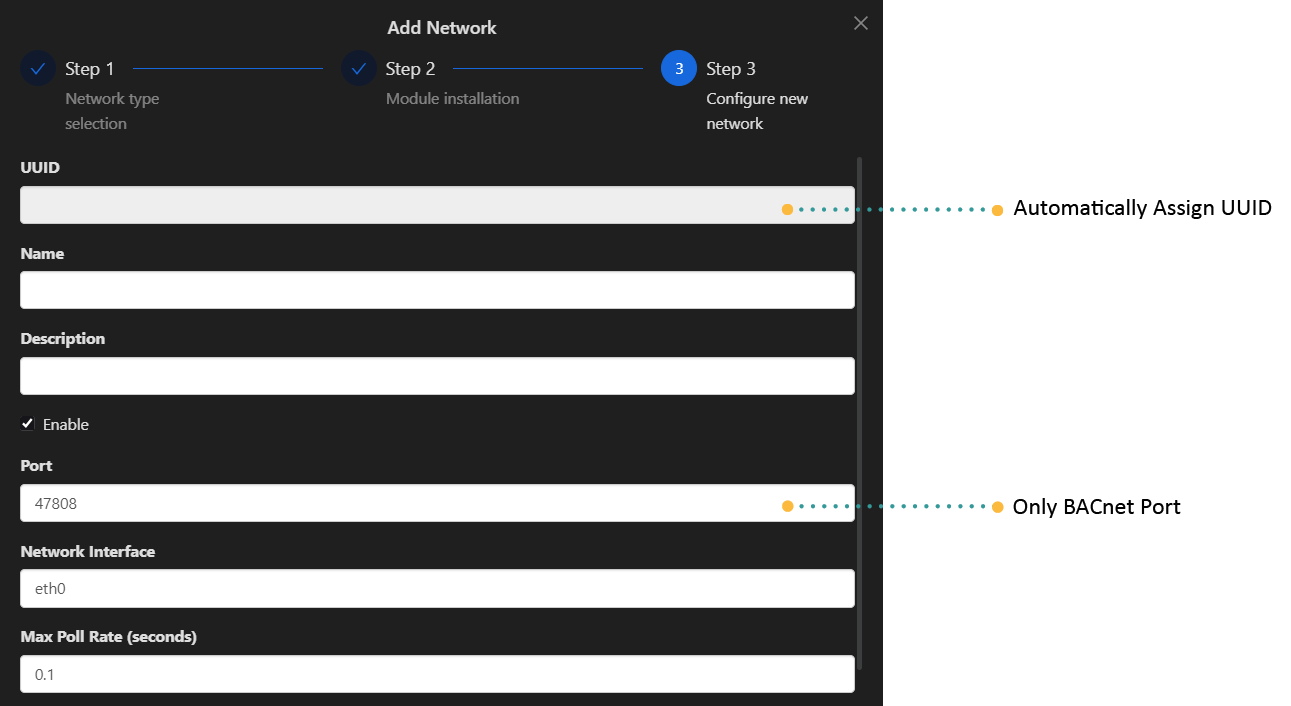 Add Network
Step 1
Network type
selection
Step 2
Module installation
3
Step 3
Configure new
network
UUID
Automatically Assign UUID
Name
Description
Enable
Port
47808
Only BACnet Port
Network Interface
eth0
Max Poll Rate (seconds)
0.1